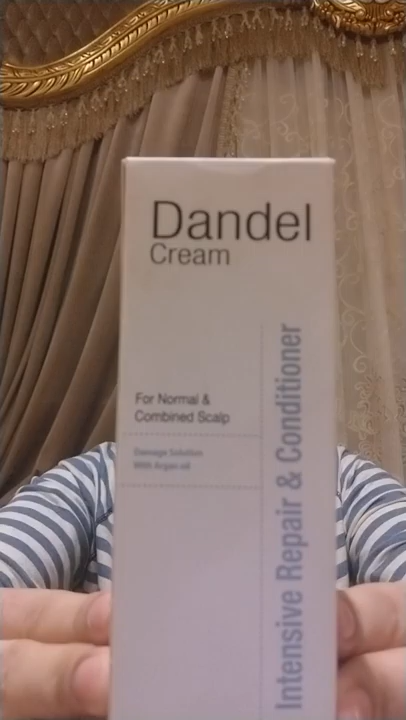 Dandel
Cream
For Normal &
Combined Scalp
Damage Solution
With Argan oil
Intensive Repair & Conditioner